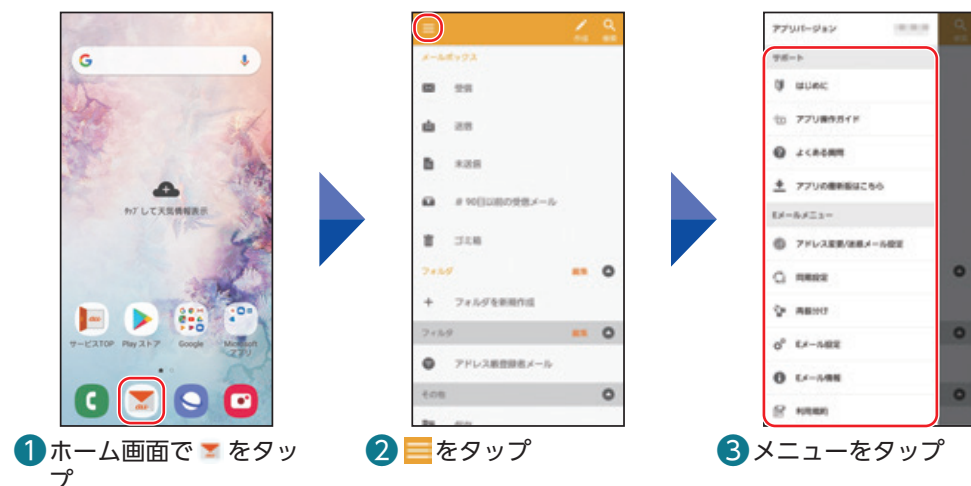 タップして天気情報表示
au
サービスTOP
Play ストア
Google
Microsoft
アプリ
au
❶ホーム画面で をタッ
プ
作成
検索
メールボックス
受信
送信
未送信
# 90日以前の受信メール
ゴミ箱
フォルダ 編集
+ フォルダを新規作成
フィルタ 編集
アドレス帳登録者メール
その他
❷ をタップ
アプリバージョン
サポート
はじめに
アプリ操作ガイド
よくある質問
アプリの最新版はこちら
Eメールメニュー
アドレス変更/迷惑メール設定
同期設定
再振分け
Eメール設定
Eメール情報
利用規約
❸メニューをタップ